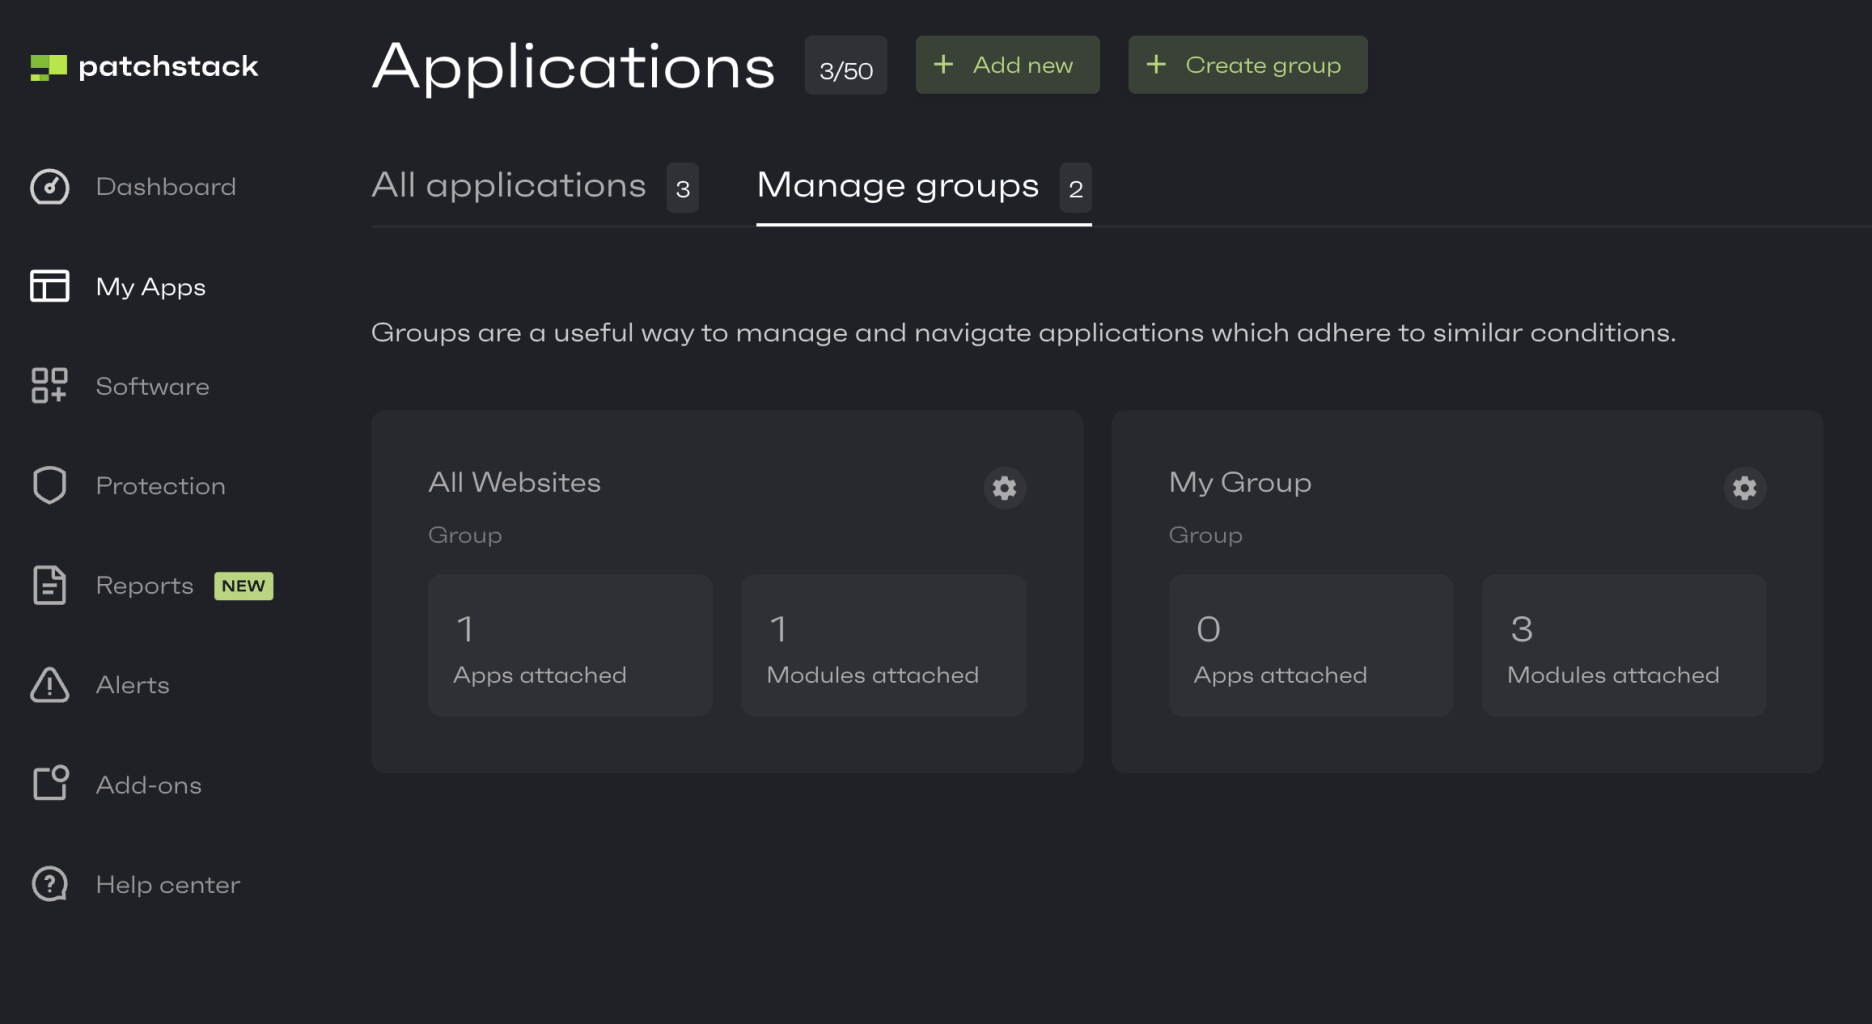 patchstack
Applications 3/50 + Add new + Create group
Dashboard
My Apps
Software
Protection
Reports NEW
Alerts
Add-ons
Help center
All applications 3 Manage groups 2
Groups are a useful way to manage and navigate applications which adhere to similar conditions.
All Websites
Group
1
Apps attached
1
Modules attached
My Group
Group
0
Apps attached
3
Modules attached